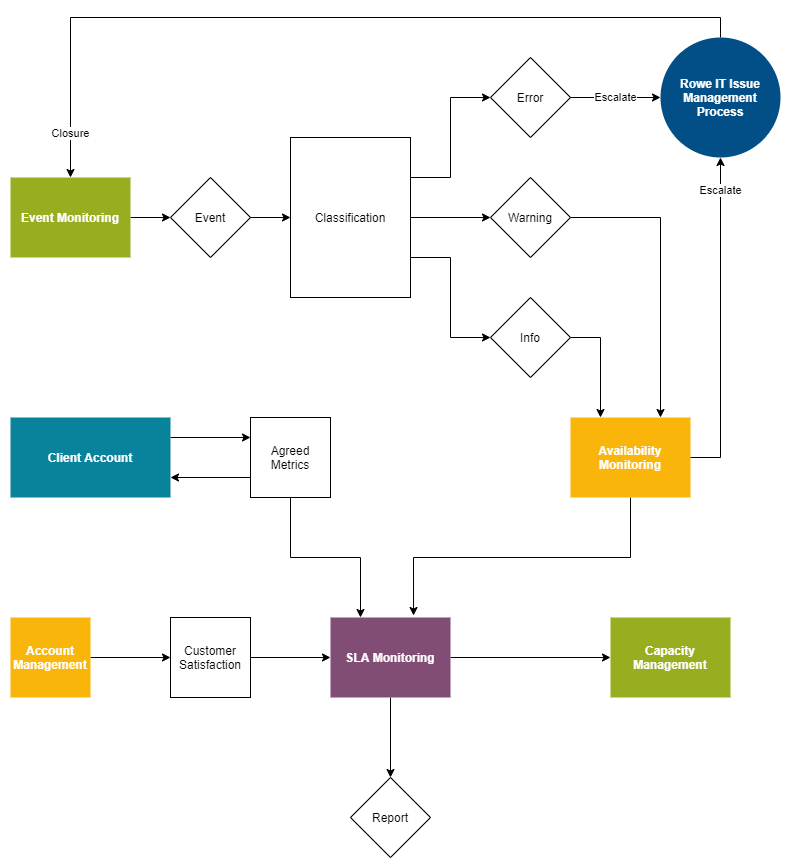 Rowe IT Issue
Management
Process
Error
Escalate
Closure
Escalate
Event Monitoring
Event
Classification
Warning
Info
Client Account
Agreed
Metrics
Availability
Monitoring
Account
Management
Customer
Satisfaction
SLA Monitoring
Capacity
Management
Report